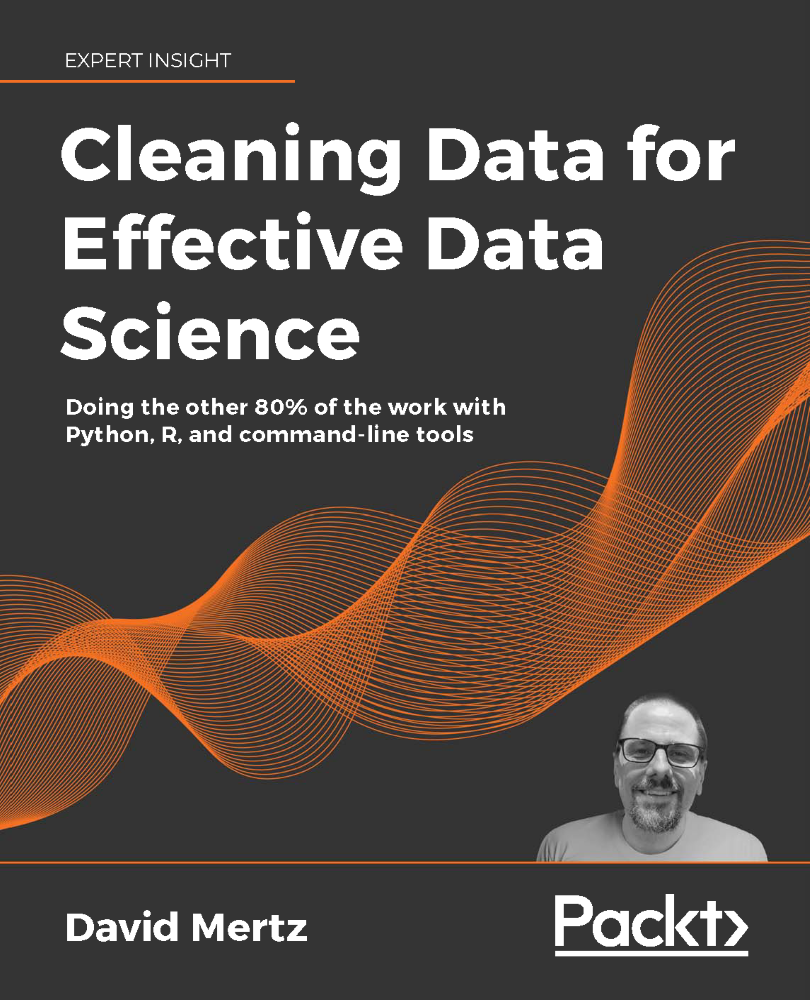 EXPERT INSIGHT
Cleaning Data for
Effective Data
Science
Doing the other 80% of the work with
Python, R, and command-line tools
David Mertz
Packt